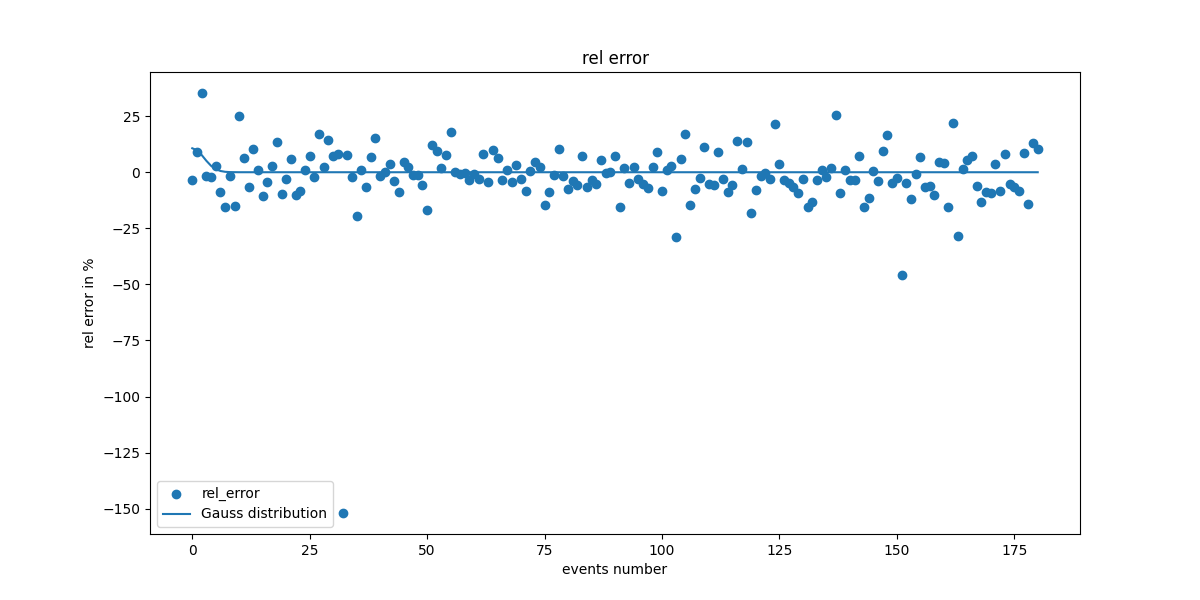 rel error
25
0
−25
−50
−75
−100
−125
−150
rel error in %
rel_error
Gauss distribution
0 25 50 75 100 125 150 175
events number